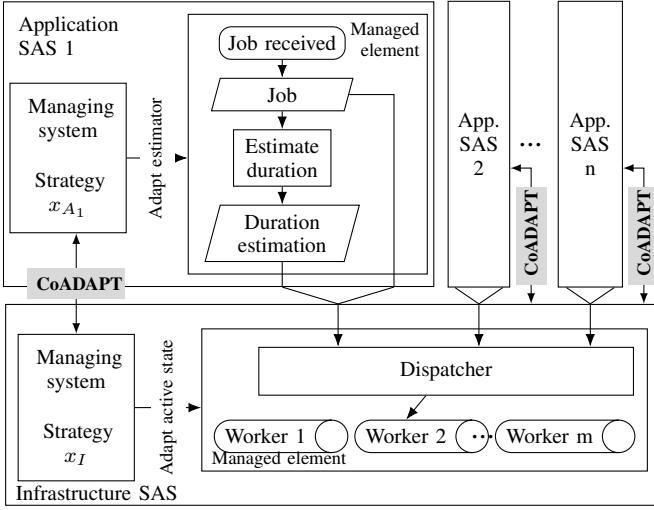 Application
SAS 1
Managed
element
Job received
Job
Estimate
duration
Duration
estimation
Managing
system
Strategy
x_{A_1}
Adapt estimator
CoADAPT
App.
SAS
2
...
App.
SAS
n
CoADAPT
CoADAPT
Managing
system
Strategy
x_I
Adapt active state
Dispatcher
Worker 1
Worker 2
...
Worker m
Managed element
Infrastructure SAS